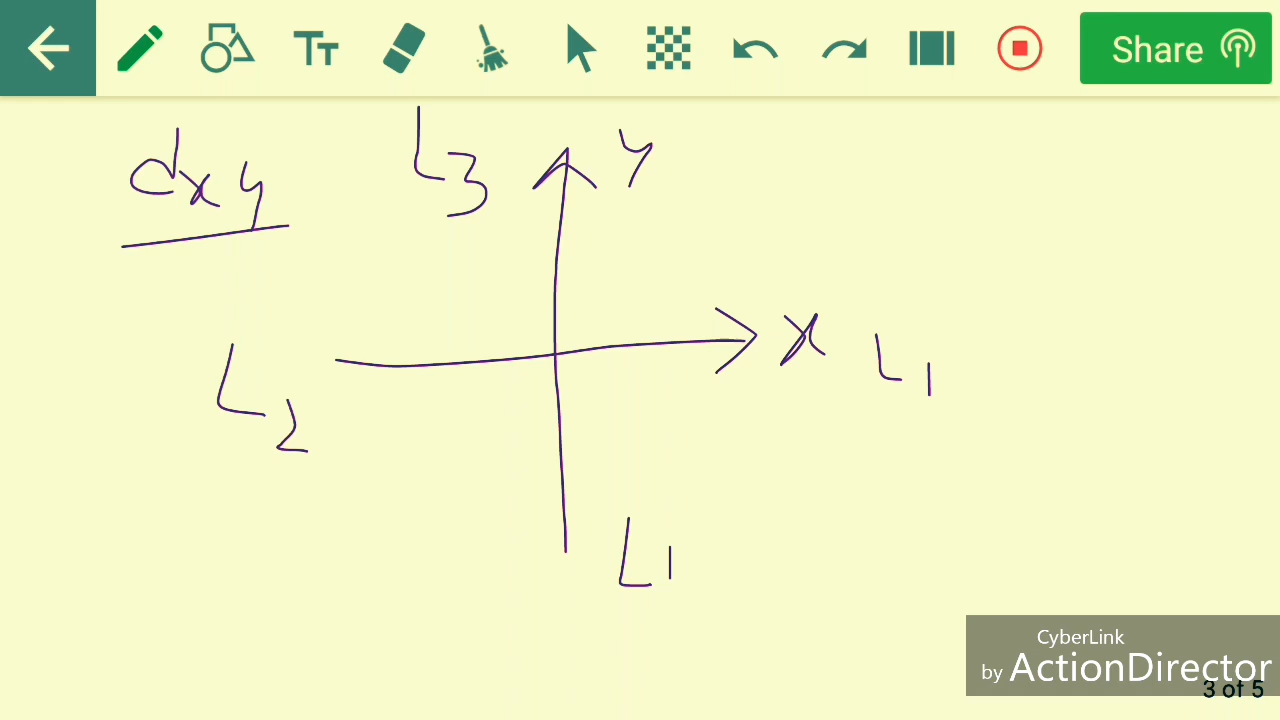 Share
dxy
L3
y
x
L1
L2
L1
CyberLink
by ActionDirector
3 of 5